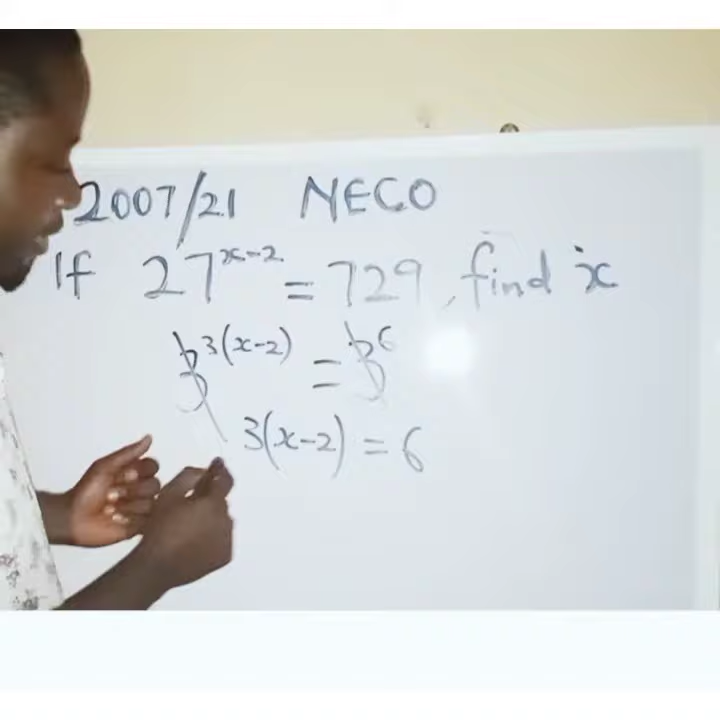 2007/21 NECO
If 27^{x-2} = 729, find x
3^{3(x-2)} = 3^6
3(x-2) = 6